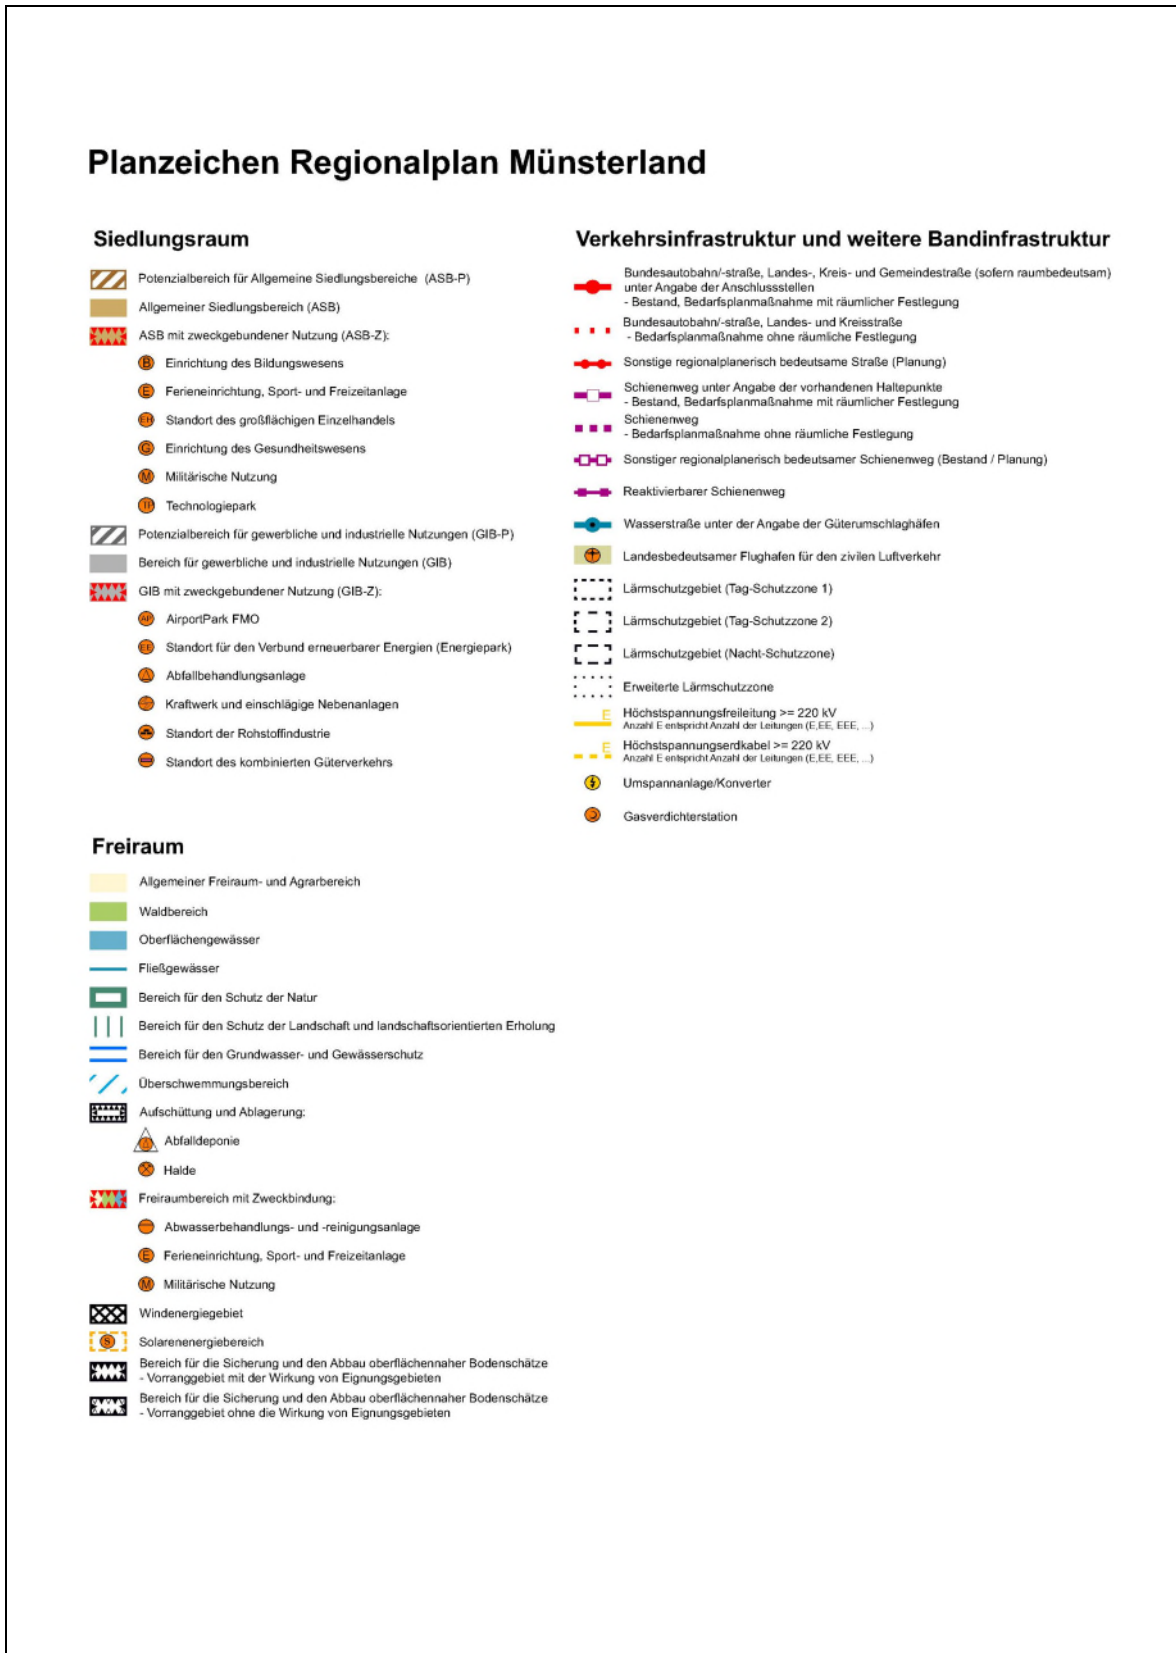 Planzeichen Regionalplan Münsterland
Siedlungsraum
Potenzialbereich für Allgemeine Siedlungsbereiche (ASB-P)
Allgemeiner Siedlungsbereich (ASB)
ASB mit zweckgebundener Nutzung (ASB-Z):
B Einrichtung des Bildungswesens
E Ferieneinrichtung, Sport- und Freizeitanlage
EH Standort des großflächigen Einzelhandels
G Einrichtung des Gesundheitswesens
M Militärische Nutzung
TP Technologiepark
Potenzialbereich für gewerbliche und industrielle Nutzungen (GIB-P)
Bereich für gewerbliche und industrielle Nutzungen (GIB)
GIB mit zweckgebundener Nutzung (GIB-Z):
AP AirportPark FMO
EE Standort für den Verbund erneuerbarer Energien (Energiepark)
Abfallbehandlungsanlage
Kraftwerk und einschlägige Nebenanlagen
Standort der Rohstoffindustrie
Standort des kombinierten Güterverkehrs
Freiraum
Allgemeiner Freiraum- und Agrarbereich
Waldbereich
Oberflächengewässer
Fließgewässer
Bereich für den Schutz der Natur
Bereich für den Schutz der Landschaft und landschaftsorientierten Erholung
Bereich für den Grundwasser- und Gewässerschutz
Überschwemmungsbereich
Aufschüttung und Ablagerung:
Abfalldeponie
Halde
Freiraumbereich mit Zweckbindung:
Abwasserbehandlungs- und -reinigungsanlage
E Ferieneinrichtung, Sport- und Freizeitanlage
M Militärische Nutzung
Windenergiegebiet
S Solarenenergiebereich
Bereich für die Sicherung und den Abbau oberflächennaher Bodenschätze
- Vorranggebiet mit der Wirkung von Eignungsgebieten
Bereich für die Sicherung und den Abbau oberflächennaher Bodenschätze
- Vorranggebiet ohne die Wirkung von Eignungsgebieten
Verkehrsinfrastruktur und weitere Bandinfrastruktur
Bundesautobahn/-straße, Landes-, Kreis- und Gemeindestraße (sofern raumbedeutsam)
unter Angabe der Anschlussstellen
- Bestand, Bedarfsplanmaßnahme mit räumlicher Festlegung
Bundesautobahn/-straße, Landes- und Kreisstraße
- Bedarfsplanmaßnahme ohne räumliche Festlegung
Sonstige regionalplanerisch bedeutsame Straße (Planung)
Schienenweg unter Angabe der vorhandenen Haltepunkte
- Bestand, Bedarfsplanmaßnahme mit räumlicher Festlegung
Schienenweg
- Bedarfsplanmaßnahme ohne räumliche Festlegung
Sonstiger regionalplanerisch bedeutsamer Schienenweg (Bestand / Planung)
Reaktivierbarer Schienenweg
Wasserstraße unter der Angabe der Güterumschlaghäfen
Landesbedeutsamer Flughafen für den zivilen Luftverkehr
Lärmschutzgebiet (Tag-Schutzzone 1)
Lärmschutzgebiet (Tag-Schutzzone 2)
Lärmschutzgebiet (Nacht-Schutzzone)
Erweiterte Lärmschutzzone
E Höchstspannungsfreileitung >= 220 kV
Anzahl E entspricht Anzahl der Leitungen (E,EE, EEE, ...)
E Höchstspannungserdkabel >= 220 kV
Anzahl E entspricht Anzahl der Leitungen (E,EE, EEE, ...)
Umspannanlage/Konverter
Gasverdichterstation